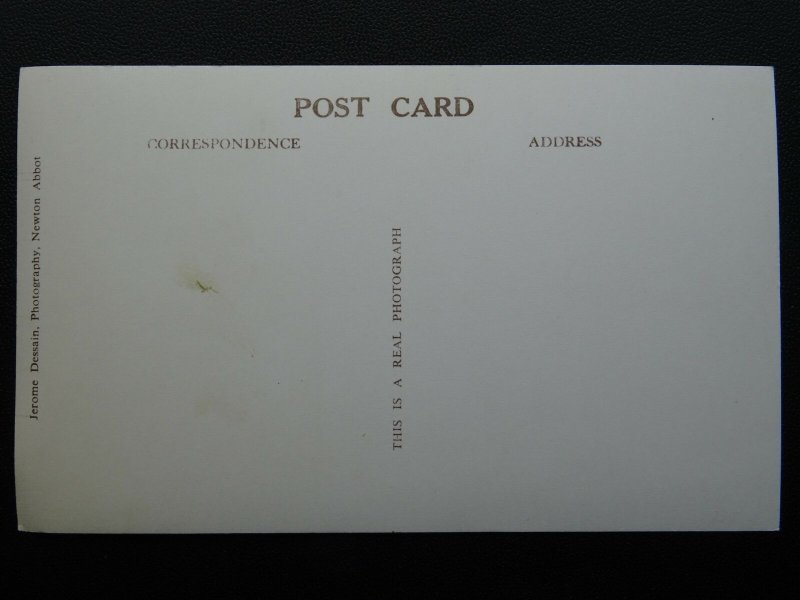 POST CARD
CORRESPONDENCE
ADDRESS
Jerome Dessain, Photography, Newton Abbot
THIS IS A REAL PHOTOGRAPH